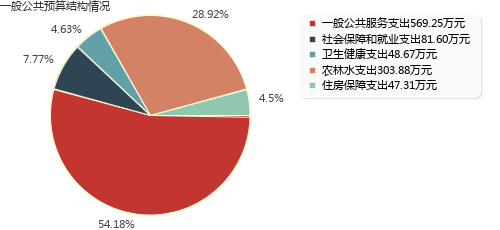 一般公共预算结构情况
28.92%
4.63%
7.77%
4.5%
54.18%
一般公共服务支出569.25万元
社会保障和就业支出81.60万元
卫生健康支出48.67万元
农林水支出303.88万元
住房保障支出47.31万元